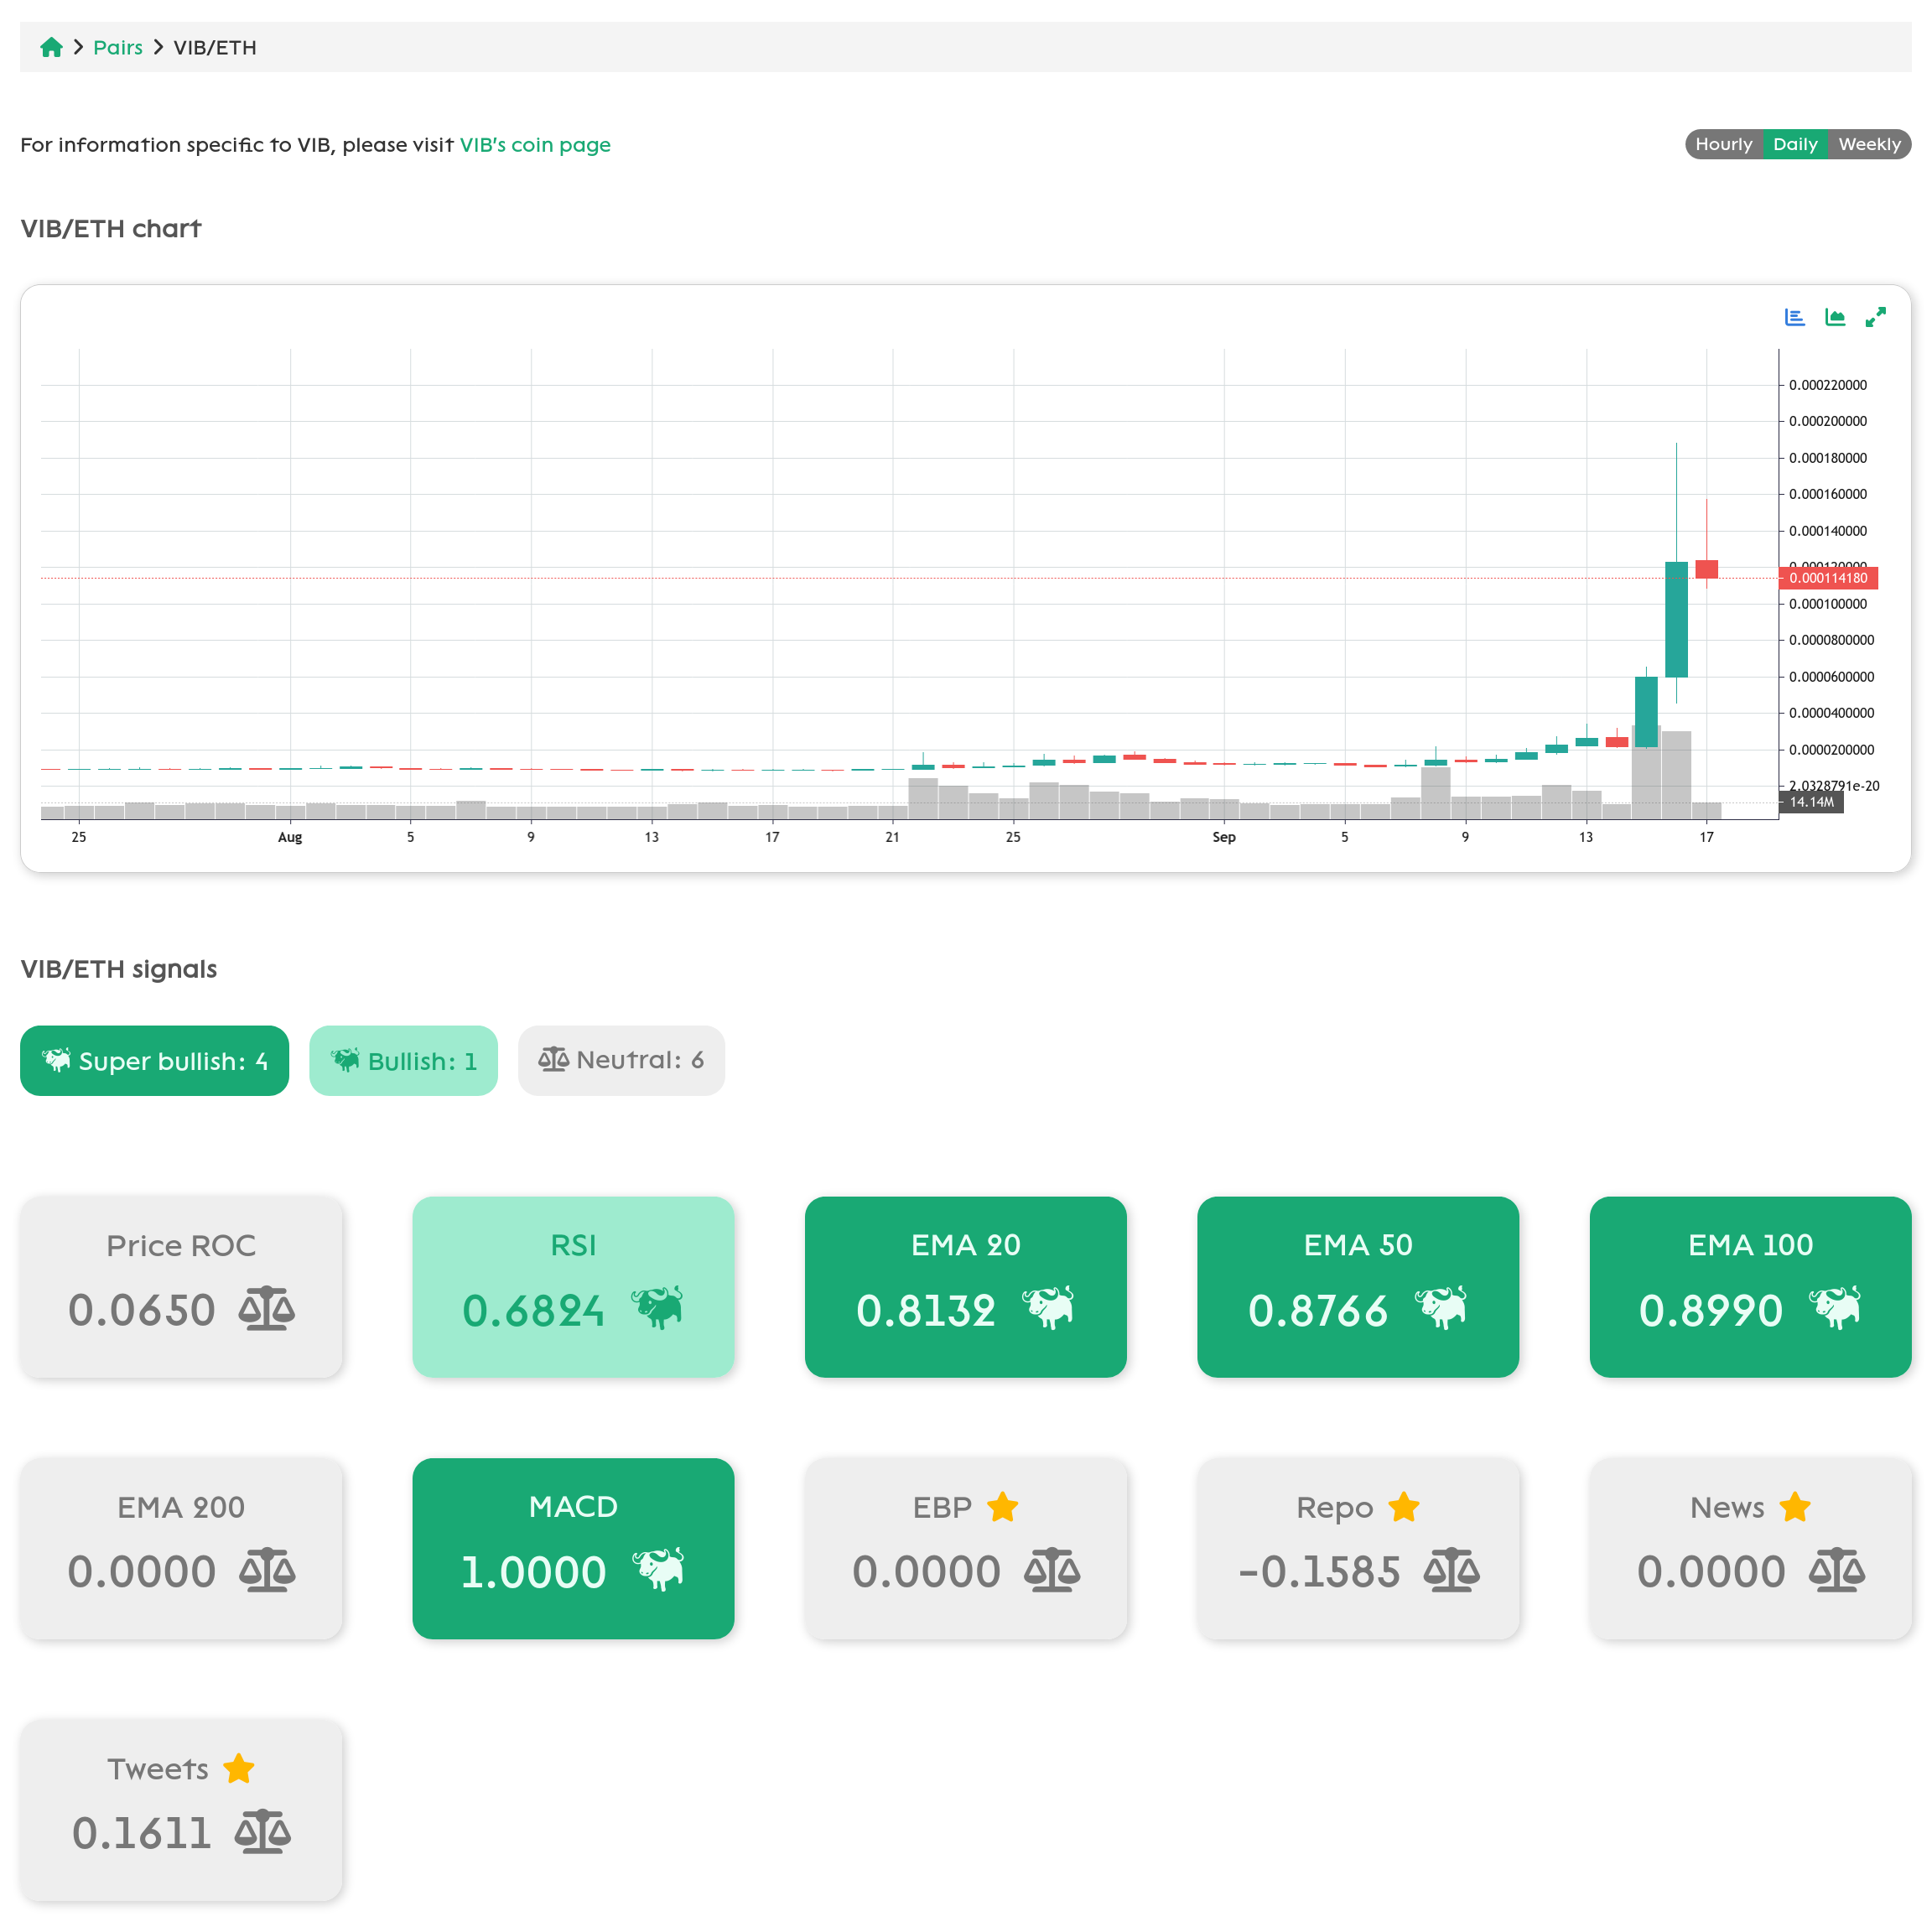 Pairs VIB/ETH
For information specific to VIB, please visit VIB's coin page
Hourly Daily Weekly
VIB/ETH chart
0.000220000
0.000200000
0.000180000
0.000160000
0.000140000
0.000120000
0.000114180
0.000100000
0.0000800000
0.0000600000
0.0000400000
0.0000200000
2.0328791e-20
14.14M
25 Aug 5 9 13 17 21 25 Sep 5 9 13 17
VIB/ETH signals
Super bullish: 4 Bullish: 1 Neutral: 6
Price ROC RSI EMA 20 EMA 50 EMA 100
0.0650 0.6824 0.8132 0.8766 0.8990
EMA 200 MACD EBP Repo News
0.0000 1.0000 0.0000 -0.1585 0.0000
Tweets
0.1611